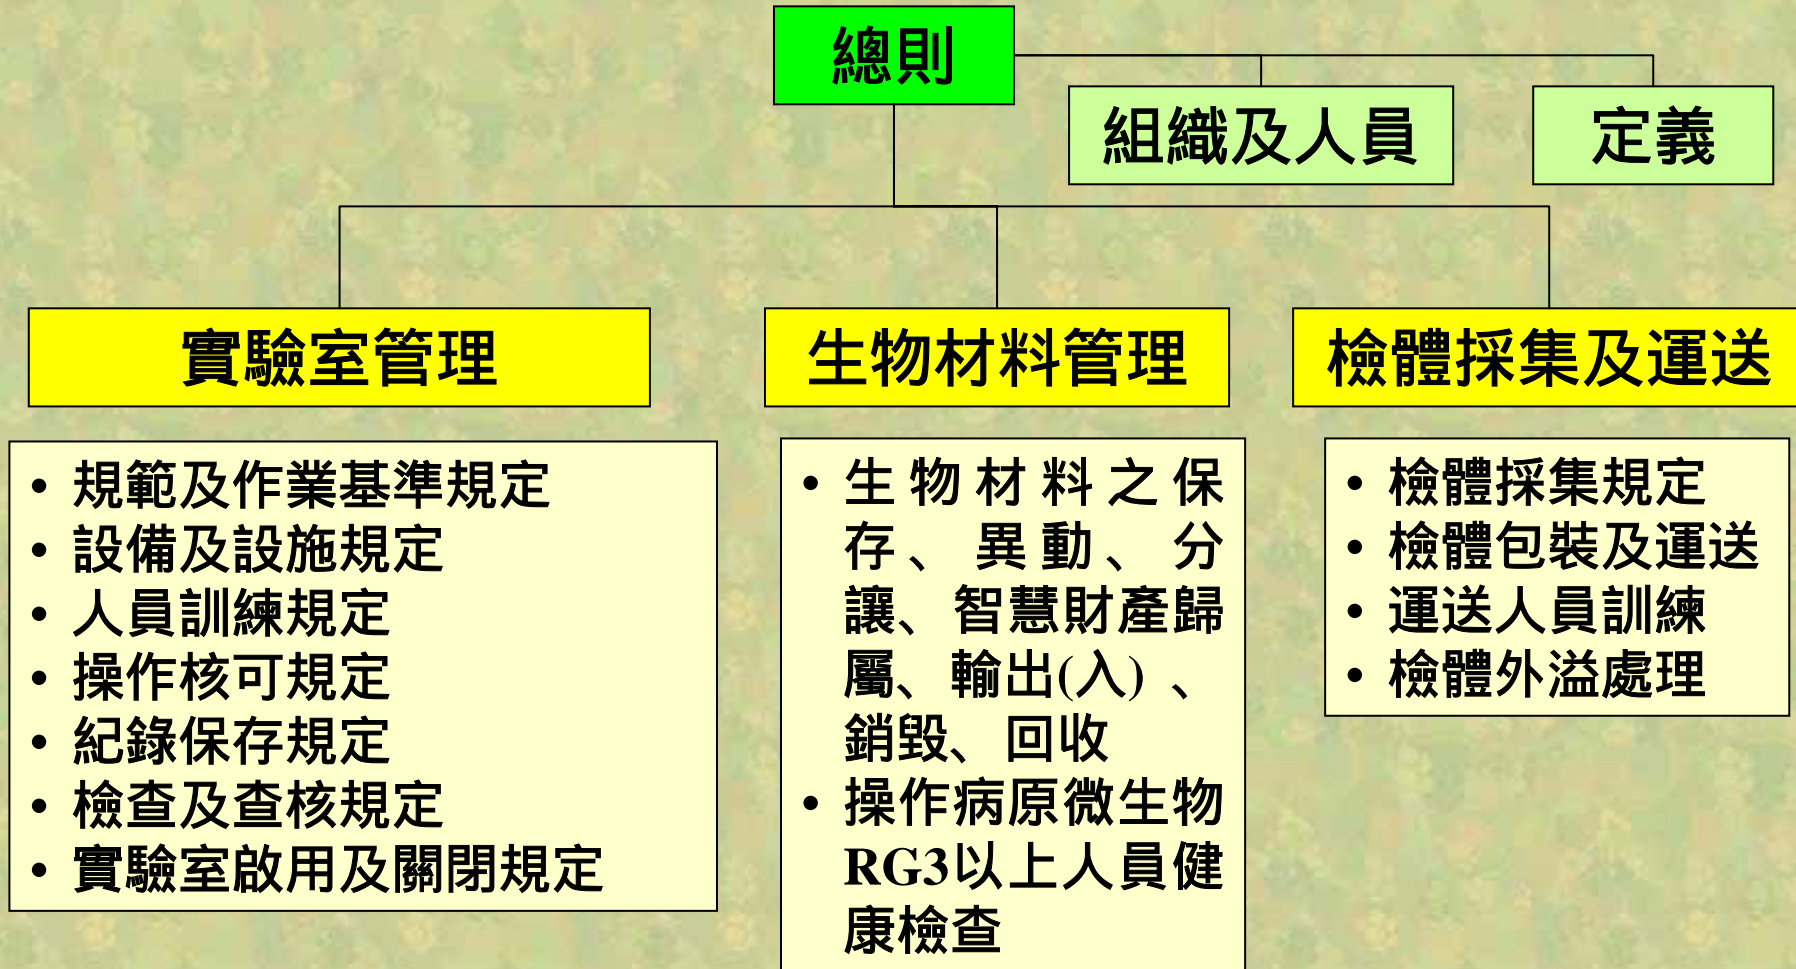 總則
組織及人員
定義
實驗室管理
• 規範及作業基準規定
• 設備及設施規定
• 人員訓練規定
• 操作核可規定
• 紀錄保存規定
• 檢查及查核規定
• 實驗室啟用及關閉規定
生物材料管理
• 生物材料之保
存、異動、分
讓、智慧財產歸
屬、輸出(入) 、
銷毀、回收
• 操作病原微生物
RG3以上人員健
康檢查
檢體採集及運送
• 檢體採集規定
• 檢體包裝及運送
• 運送人員訓練
• 檢體外溢處理